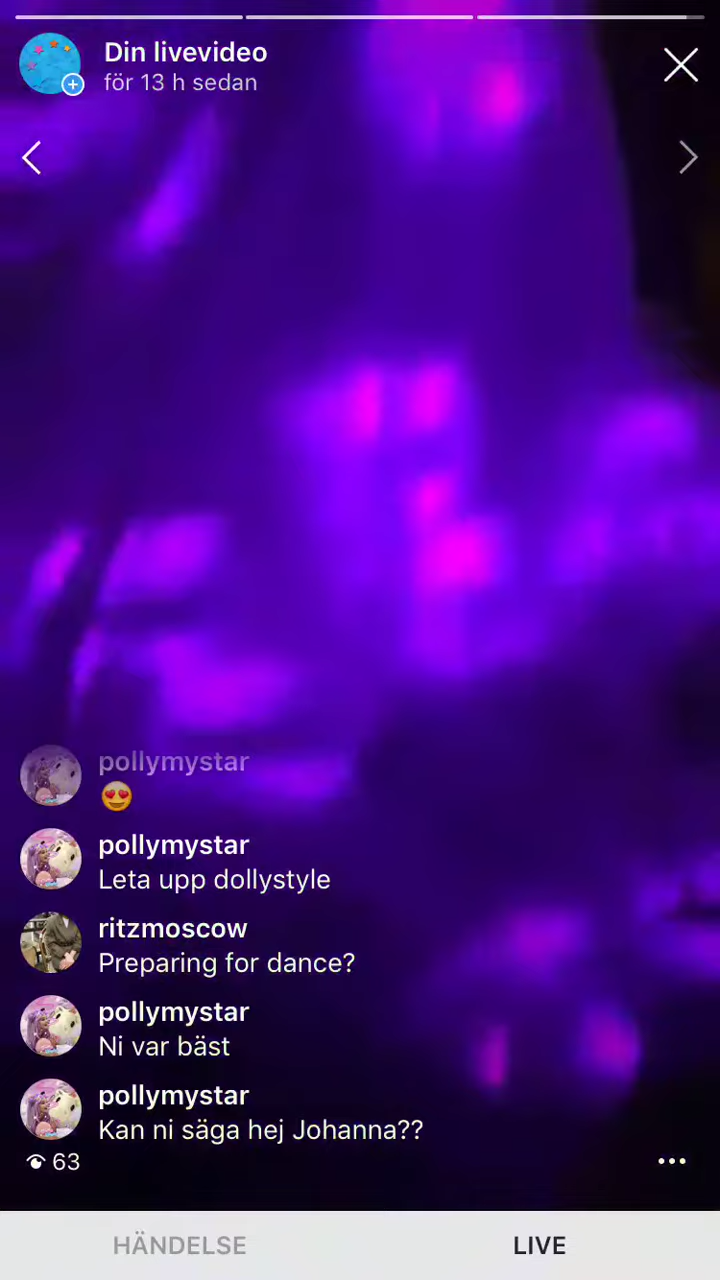 Din livevideo
för 13 h sedan
pollymystar
😍
pollymystar
Leta upp dollystyle
ritzmoscow
Preparing for dance?
pollymystar
Ni var bäst
pollymystar
Kan ni säga hej Johanna??
63
HÄNDELSE
LIVE